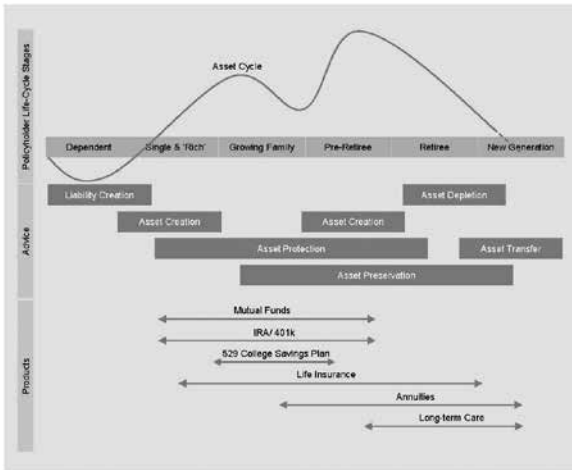 Policyholder Life-Cycle Stages
Asset Cycle
Dependent
Single & 'Rich'
Growing Family
Pre-Retiree
Retiree
New Generation
Advice
Liability Creation
Asset Depletion
Asset Creation
Asset Creation
Asset Protection
Asset Transfer
Asset Preservation
Products
Mutual Funds
IRA/ 401k
529 College Savings Plan
Life Insurance
Annuities
Long-term Care